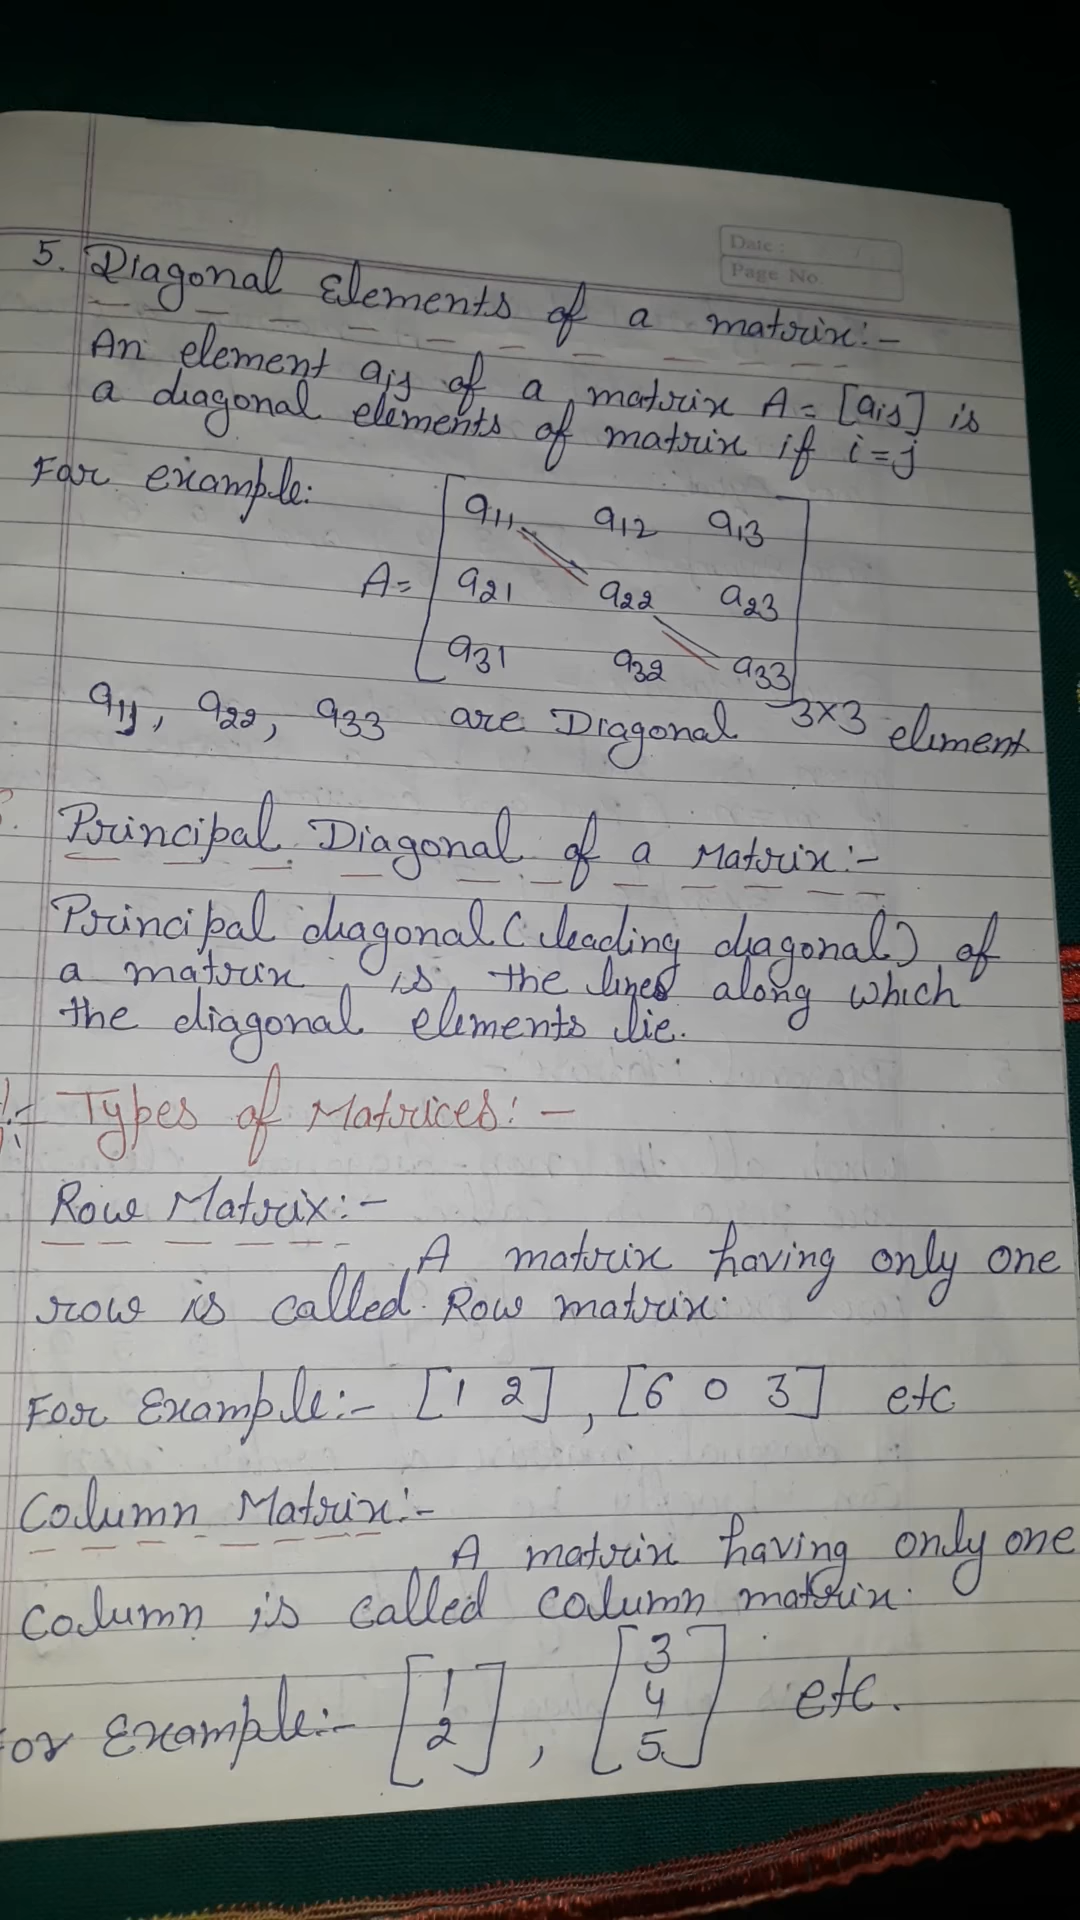 Date :
Page No.
5. Diagonal Elements of a matrix:-
An element aij of a matrix A = [aij] is
a diagonal elements of matrix if i=j
For example:
a11 a12 a13
A= a21 a22 a23
a31 a32 a33
3×3
a11, a22, a33 are Diagonal element
Principal Diagonal of a Matrix:-
Principal diagonal (leading diagonal) of
a matrix is the lines along which
the diagonal elements lie.
Types of Matrices:-
Row Matrix:-
A matrix having only one
row is called Row matrix.
For Example:- [1 2], [6 0 3] etc
Column Matrix:-
A matrix having only one
Column is called Column matrix.
For Example:- [1 2], [3 4 5] etc.